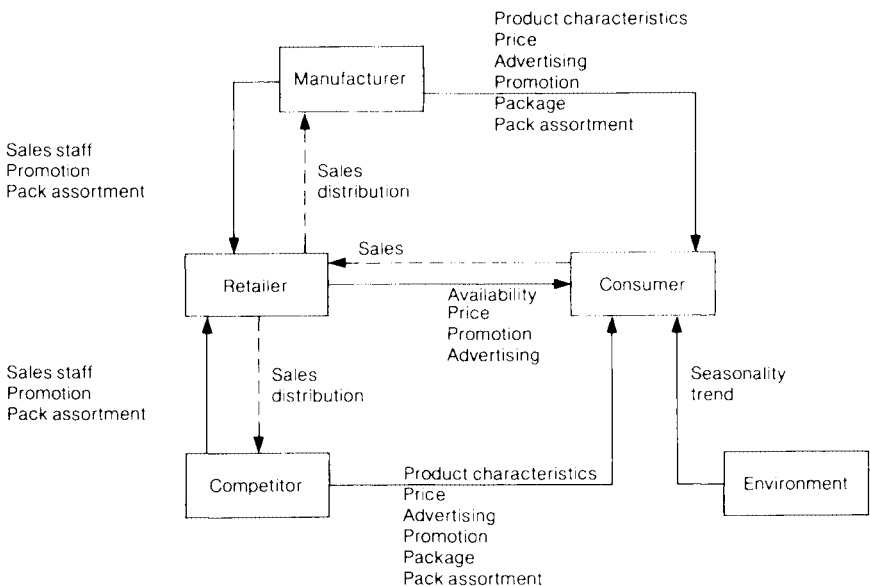 Product characteristics
Price
Advertising
Promotion
Package
Pack assortment
Manufacturer
Sales staff
Promotion
Pack assortment
Sales
distribution
Sales
Retailer
Consumer
Availability
Price
Promotion
Advertising
Sales staff
Promotion
Pack assortment
Sales
distribution
Seasonality
trend
Competitor
Product characteristics
Price
Advertising
Promotion
Package
Pack assortment
Environment